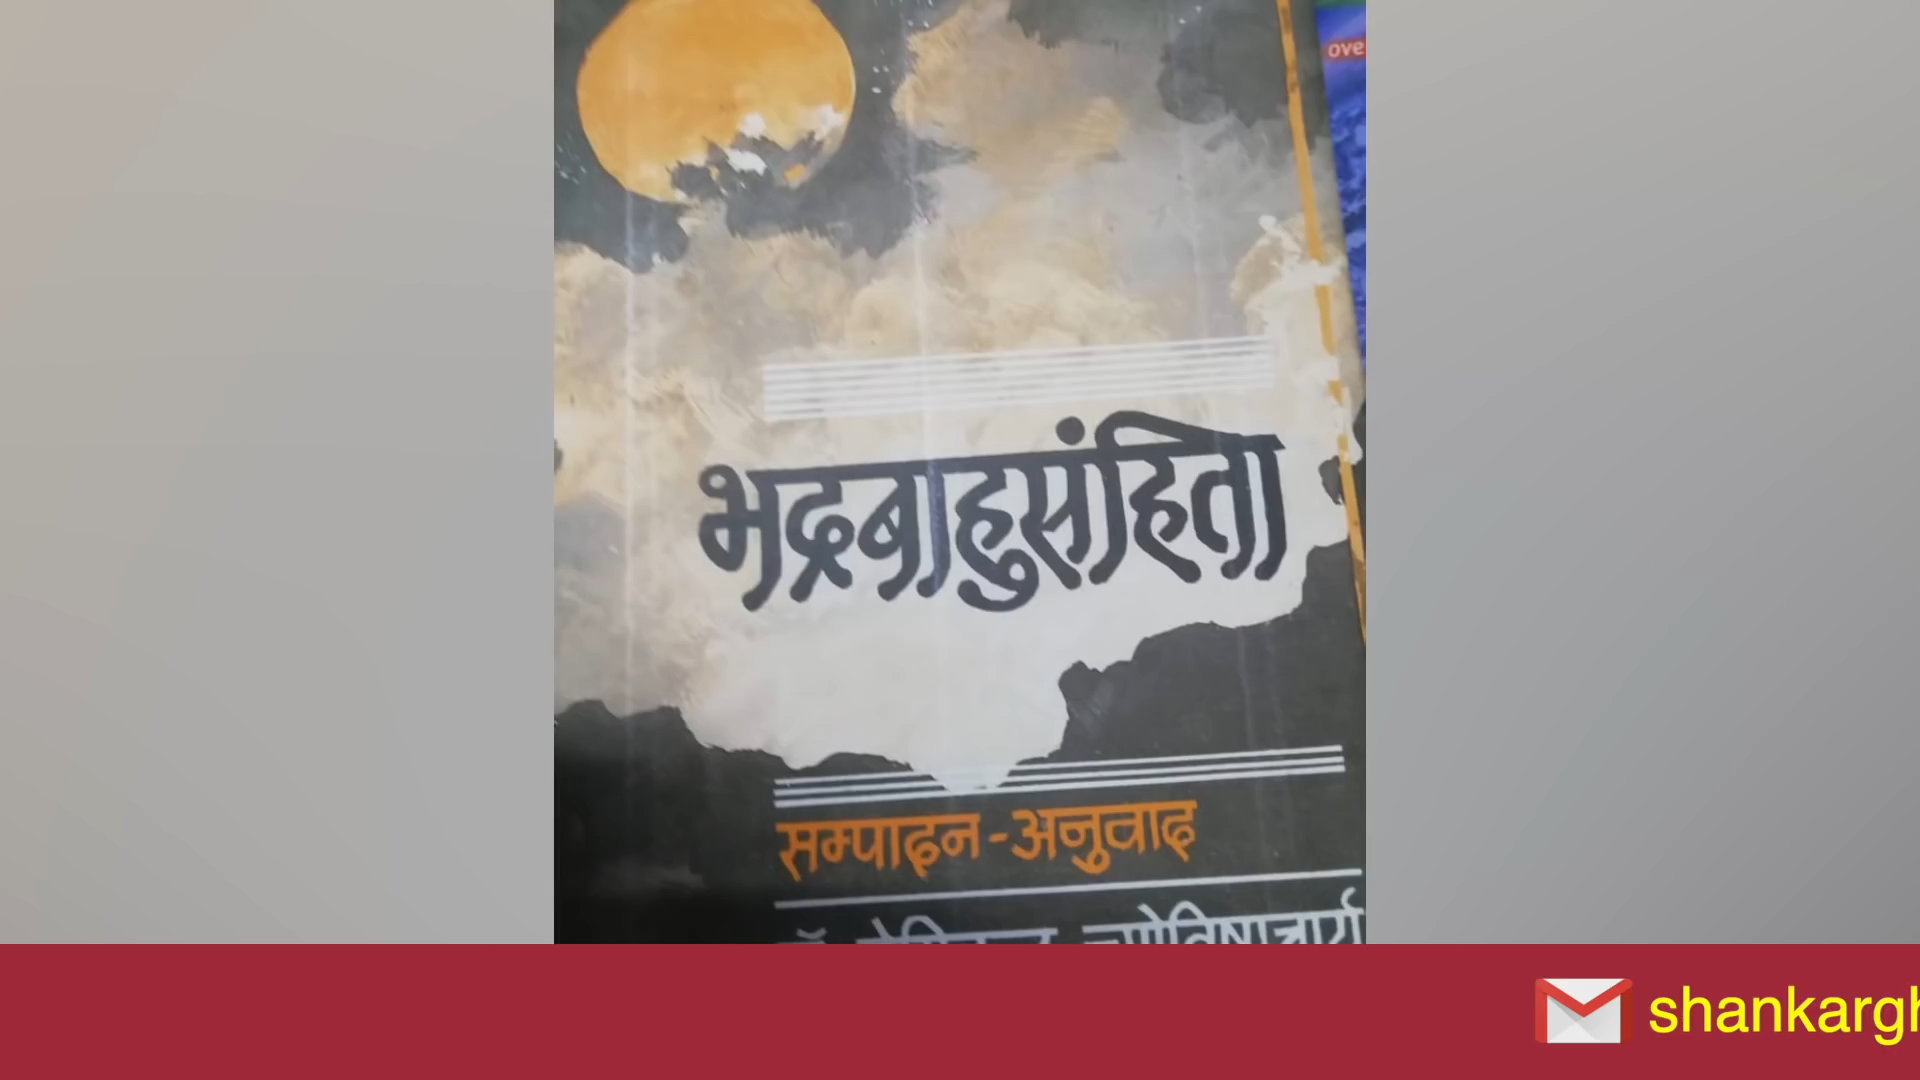 ove
भद्रबाहुसंहिता
सम्पादन-अनुवाद
ज्योतिषाचार्य
shankargh